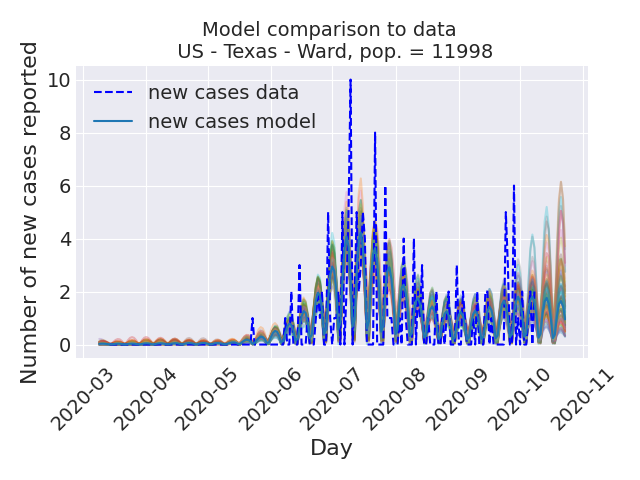 Model comparison to data
US - Texas - Ward, pop. = 11998
Number of new cases reported
10
8
6
4
2
0
new cases data
new cases model
2020-03
2020-04
2020-05
2020-06
2020-07
2020-08
2020-09
2020-10
2020-11
Day